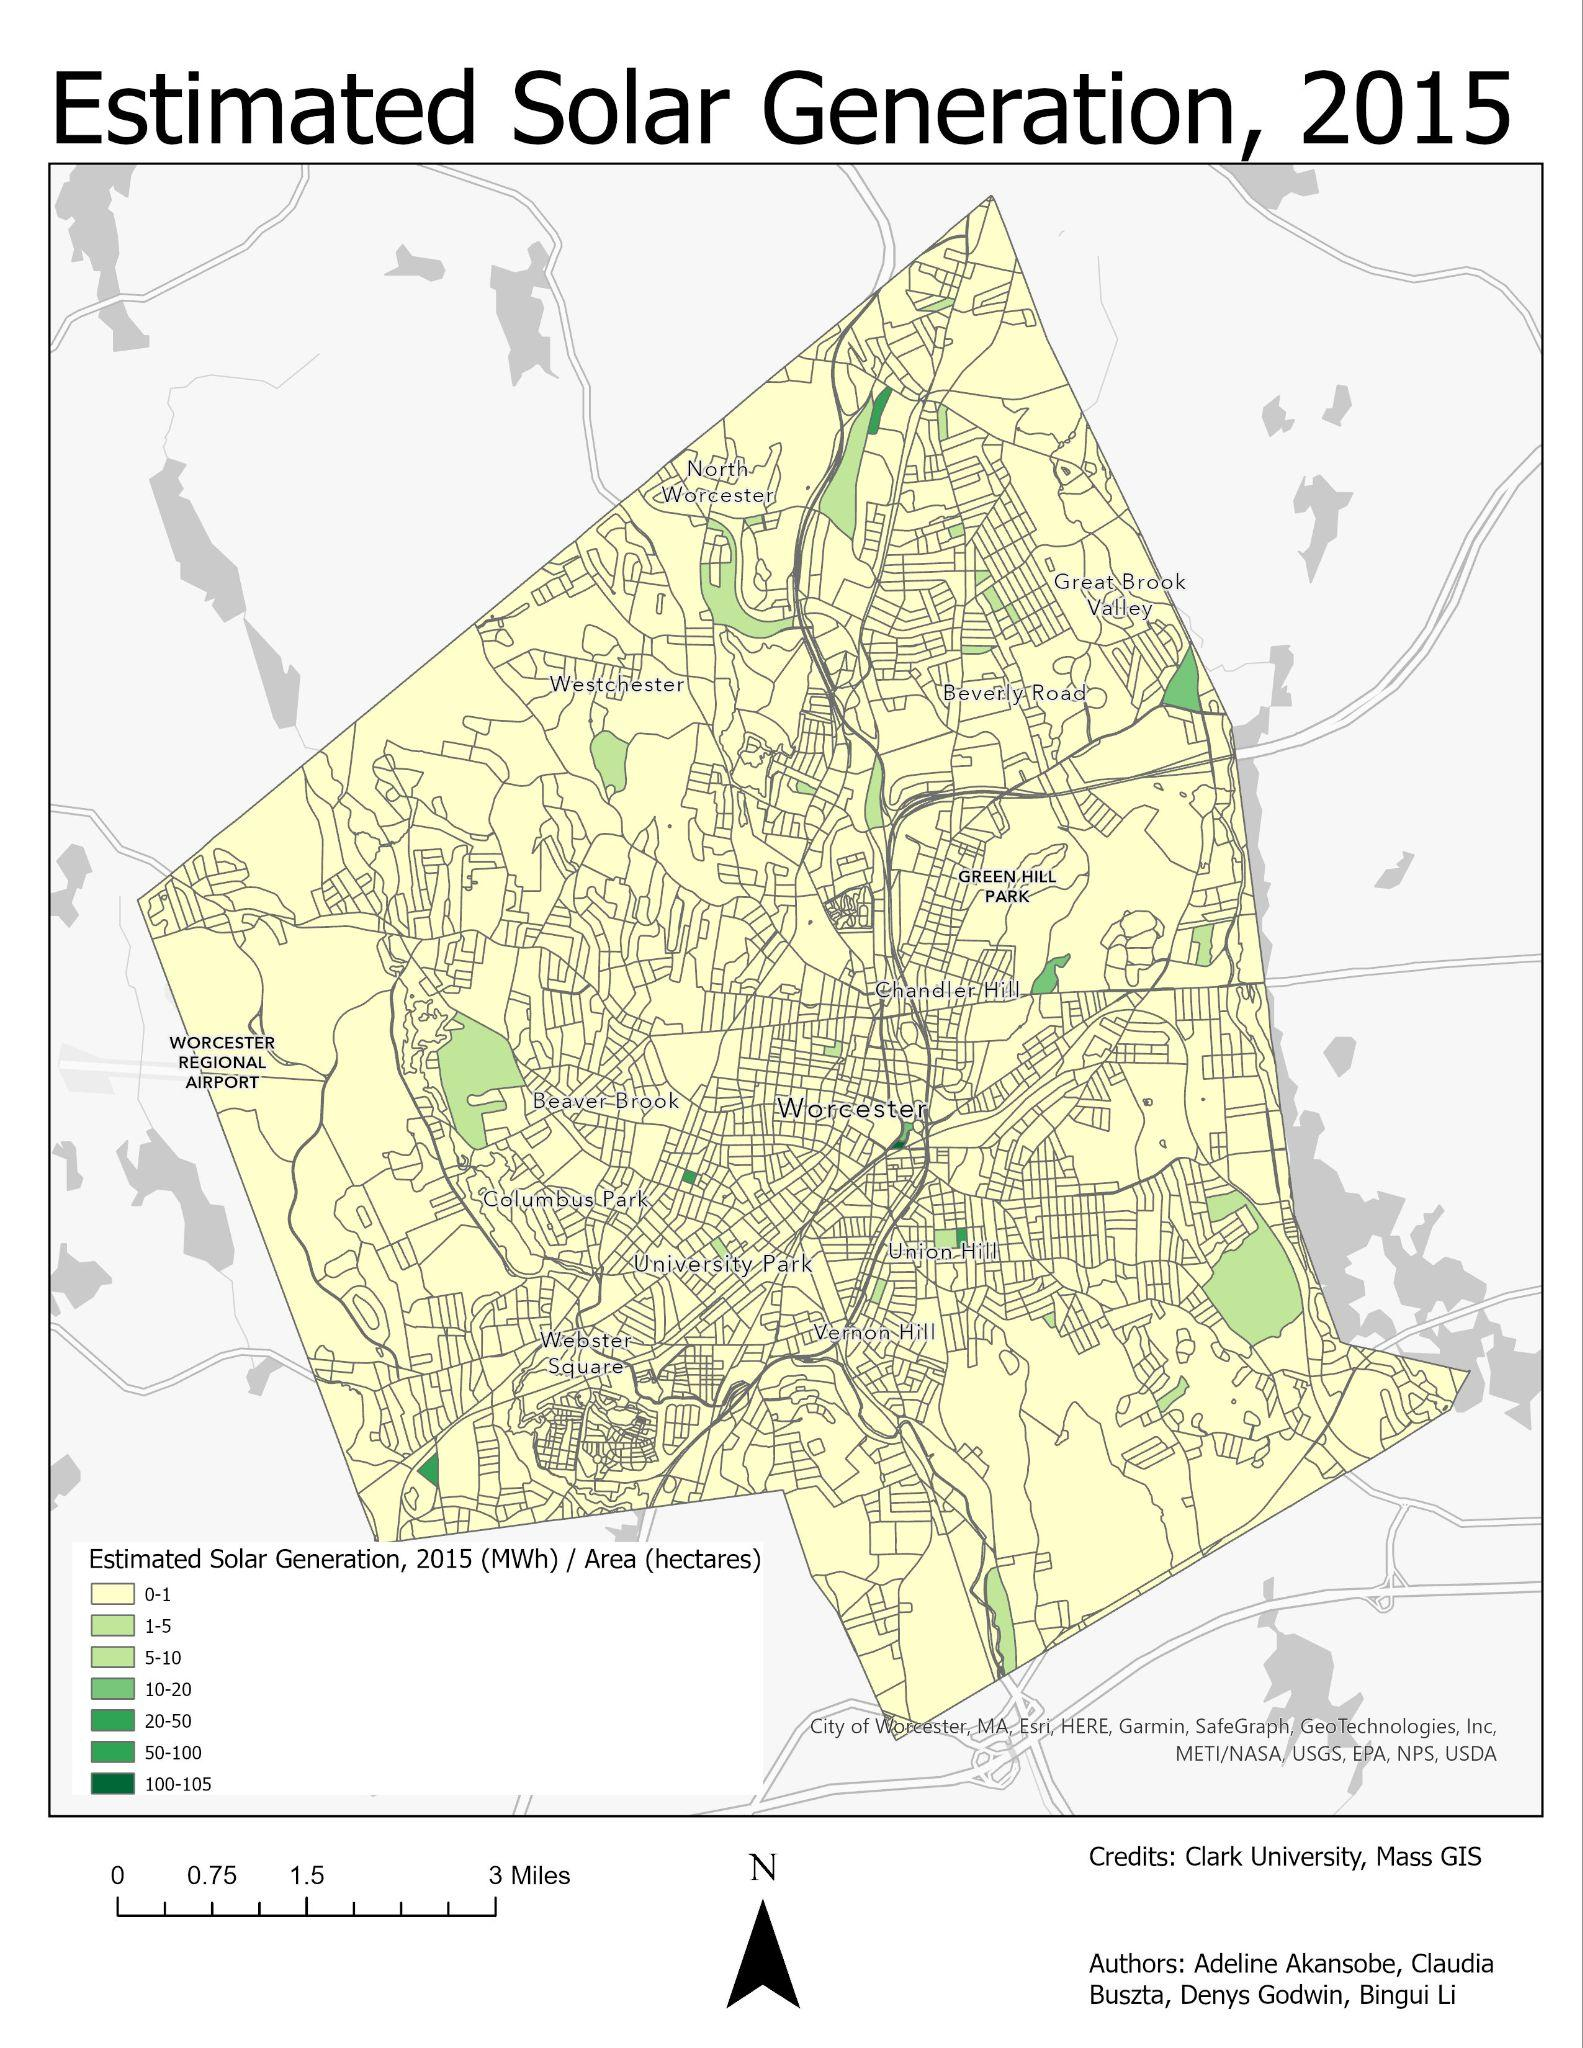 Estimated Solar Generation, 2015
North
Worcester
Great Brook
Valley
Westchester
Beverly Road
GREEN HILL
PARK
Chandler Hill
WORCESTER
REGIONAL
AIRPORT
Beaver Brook
Worcester
Columbus Park
University Park
Union Hill
Vernon Hill
Webster
Square
Estimated Solar Generation, 2015 (MWh) / Area (hectares)
0-1
1-5
5-10
10-20
20-50
50-100
100-105
City of Worcester, MA, Esri, HERE, Garmin, SafeGraph, GeoTechnologies, Inc,
METI/NASA, USGS, EPA, NPS, USDA
0 0.75 1.5 3 Miles
N
Credits: Clark University, Mass GIS
Authors: Adeline Akansobe, Claudia
Buszta, Denys Godwin, Bingui Li